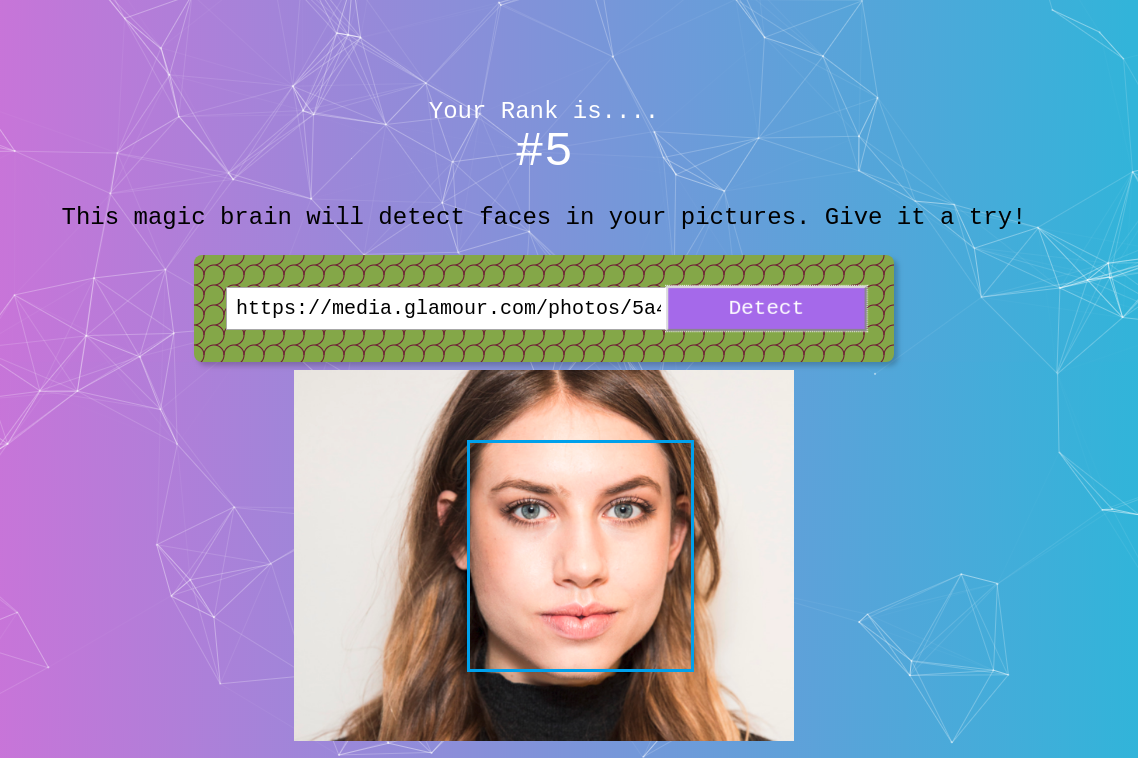 Your Rank is....
#5
This magic brain will detect faces in your pictures. Give it a try!
https://media.glamour.com/photos/5a
Detect